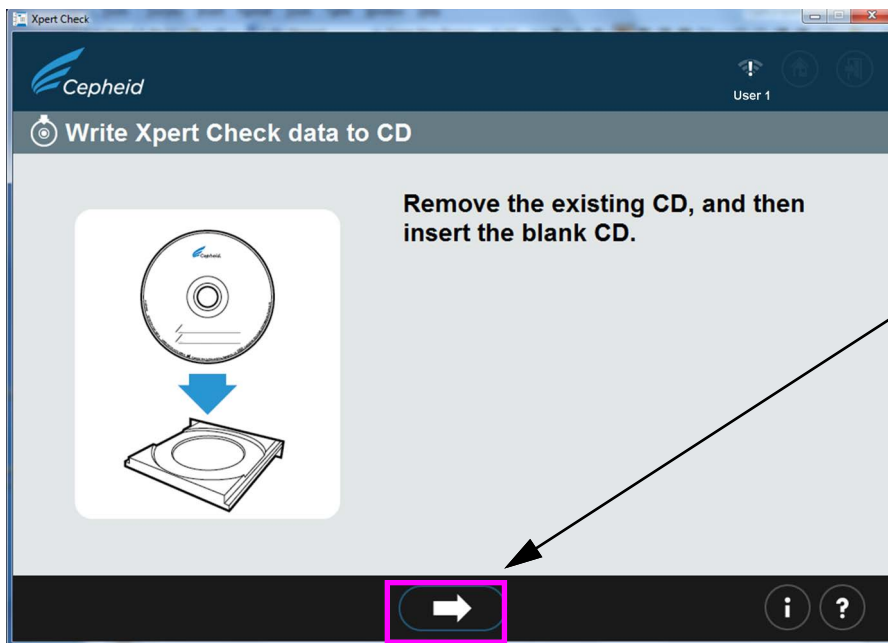 Xpert Check
Cepheid
User 1
Write Xpert Check data to CD
Remove the existing CD, and then
insert the blank CD.
Cepheid
i ?